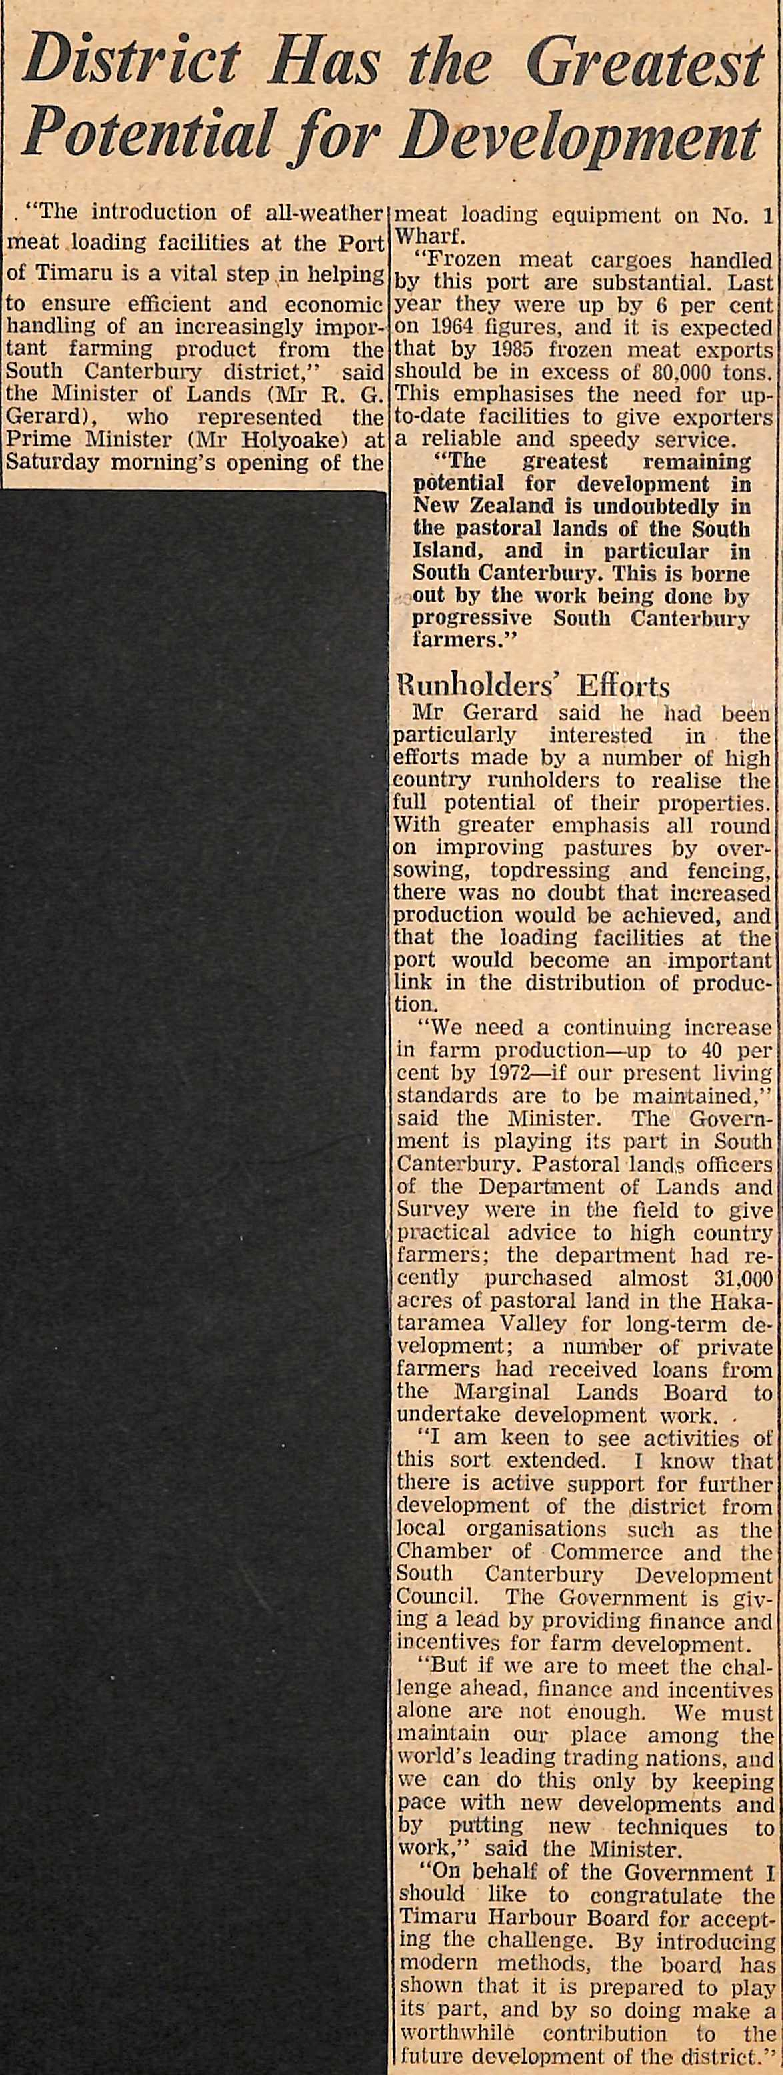 District Has the Greatest
Potential for Development
"The introduction of all-weather
meat loading facilities at the Port
of Timaru is a vital step in helping
to ensure efficient and economic
handling of an increasingly impor-
tant farming product from the
South Canterbury district," said
the Minister of Lands (Mr R. G.
Gerard), who represented the
Prime Minister (Mr Holyoake) at
Saturday morning's opening of the
meat loading equipment on No. 1
Wharf.
"Frozen meat cargoes handled
by this port are substantial. Last
year they were up by 6 per cent
on 1964 figures, and it is expected
that by 1985 frozen meat exports
should be in excess of 80,000 tons.
This emphasises the need for up-
to-date facilities to give exporters
a reliable and speedy service.
"The greatest remaining
potential for development in
New Zealand is undoubtedly in
the pastoral lands of the South
Island, and in particular in
South Canterbury. This is borne
out by the work being done by
progressive South Canterbury
farmers."
Runholders' Efforts
Mr Gerard said he had been
particularly interested in the
efforts made by a number of high
country runholders to realise the
full potential of their properties.
With greater emphasis all round
on improving pastures by over-
sowing, topdressing and fencing,
there was no doubt that increased
production would be achieved, and
that the loading facilities at the
port would become an important
link in the distribution of produc-
tion.
"We need a continuing increase
in farm production—up to 40 per
cent by 1972—if our present living
standards are to be maintained,"
said the Minister. The Govern-
ment is playing its part in South
Canterbury. Pastoral lands officers
of the Department of Lands and
Survey were in the field to give
practical advice to high country
farmers; the department had re-
cently purchased almost 31,000
acres of pastoral land in the Haka-
taramea Valley for long-term de-
velopment; a number of private
farmers had received loans from
the Marginal Lands Board to
undertake development work.
"I am keen to see activities of
this sort extended. I know that
there is active support for further
development of the district from
local organisations such as the
Chamber of Commerce and the
South Canterbury Development
Council. The Government is giv-
ing a lead by providing finance and
incentives for farm development.
"But if we are to meet the chal-
lenge ahead, finance and incentives
alone are not enough. We must
maintain our place among the
world's leading trading nations, and
we can do this only by keeping
pace with new developments and
by putting new techniques to
work," said the Minister.
"On behalf of the Government I
should like to congratulate the
Timaru Harbour Board for accept-
ing the challenge. By introducing
modern methods, the board has
shown that it is prepared to play
its part, and by so doing make a
worthwhile contribution to the
future development of the district."